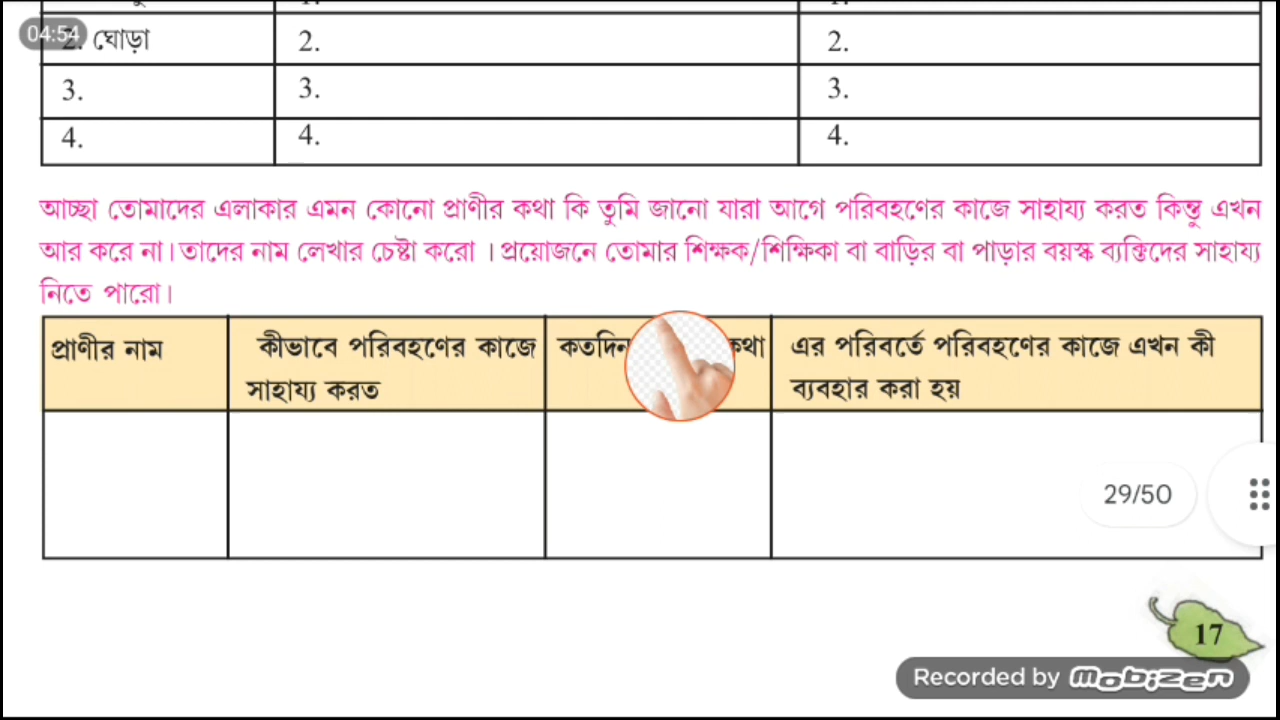 04:54
2. ঘোড়া 2. 2.
3. 3. 3.
4. 4. 4.
আচ্ছা তোমাদের এলাকার এমন কোনো প্রাণীর কথা কি তুমি জানো যারা আগে পরিবহণের কাজে সাহায্য করত কিন্তু এখন
আর করে না। তাদের নাম লেখার চেষ্টা করো । প্রয়োজনে তোমার শিক্ষক/শিক্ষিকা বা বাড়ির বা পাড়ার বয়স্ক ব্যক্তিদের সাহায্য
নিতে পারো।
প্রাণীর নাম কীভাবে পরিবহণের কাজে কতদিন কথা এর পরিবর্তে পরিবহণের কাজে এখন কী
সাহায্য করত ব্যবহার করা হয়
29/50
17
Recorded by Mobizen